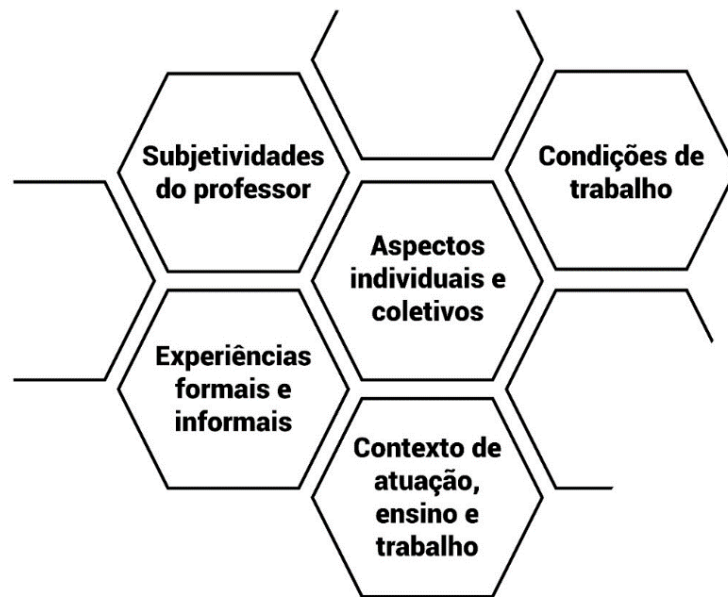 Subjetividades
do professor
Condições de
trabalho
Aspectos
individuais e
coletivos
Experiências
formais e
informais
Contexto de
atuação,
ensino e
trabalho